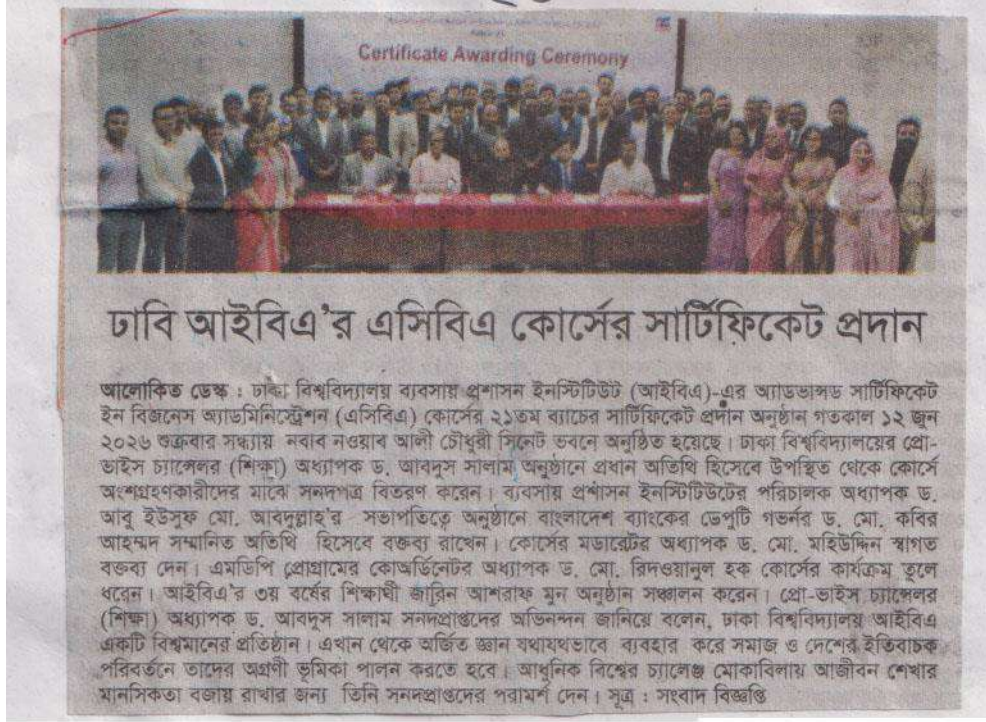 Certificate Awarding Ceremony
ঢাবি আইবিএ'র এসিবিএ কোর্সের সার্টিফিকেট প্রদান
আলোকিত ডেস্ক : ঢাকা বিশ্ববিদ্যালয় ব্যবসায় প্রশাসন ইনস্টিটিউট (আইবিএ)-এর অ্যাডভান্সড সার্টিফিকেট
ইন বিজনেস অ্যাডমিনিস্ট্রেশন (এসিবিএ) কোর্সের ২১তম ব্যাচের সার্টিফিকেট প্রদান অনুষ্ঠান গতকাল ১২ জুন
২০২৬ শুক্রবার সন্ধ্যায় নবাব নওয়াব আলী চৌধুরী সিনেট ভবনে অনুষ্ঠিত হয়েছে। ঢাকা বিশ্ববিদ্যালয়ের প্রো-
ভাইস চ্যান্সেলর (শিক্ষা) অধ্যাপক ড. আবদুস সালাম অনুষ্ঠানে প্রধান অতিথি হিসেবে উপস্থিত থেকে কোর্সে
অংশগ্রহণকারীদের মাঝে সনদপত্র বিতরণ করেন। ব্যবসায় প্রশাসন ইনস্টিটিউটের পরিচালক অধ্যাপক ড.
আবু ইউসুফ মো. আবদুল্লাহ'র সভাপতিত্বে অনুষ্ঠানে বাংলাদেশ ব্যাংকের ডেপুটি গভর্নর ড. মো. কবির
আহম্মদ সম্মানিত অতিথি হিসেবে বক্তব্য রাখেন। কোর্সের মডারেটর অধ্যাপক ড. মো. মহিউদ্দিন স্বাগত
বক্তব্য দেন। এমডিপি প্রোগ্রামের কোঅর্ডিনেটর অধ্যাপক ড. মো. রিদওয়ানুল হক কোর্সের কার্যক্রম তুলে
ধরেন। আইবিএ'র ৩য় বর্ষের শিক্ষার্থী জারিন আশরাফ মুন অনুষ্ঠান সঞ্চালন করেন। প্রো-ভাইস চ্যান্সেলর
(শিক্ষা) অধ্যাপক ড. আবদুস সালাম সনদপ্রাপ্তদের অভিনন্দন জানিয়ে বলেন, ঢাকা বিশ্ববিদ্যালয় আইবিএ
একটি বিশ্বমানের প্রতিষ্ঠান। এখান থেকে অর্জিত জ্ঞান যথাযথভাবে ব্যবহার করে সমাজ ও দেশের ইতিবাচক
পরিবর্তনে তাদের অগ্রণী ভূমিকা পালন করতে হবে। আধুনিক বিশ্বের চ্যালেঞ্জ মোকাবিলায় আজীবন শেখার
মানসিকতা বজায় রাখার জন্য তিনি সনদপ্রাপ্তদের পরামর্শ দেন। সূত্র : সংবাদ বিজ্ঞপ্তি